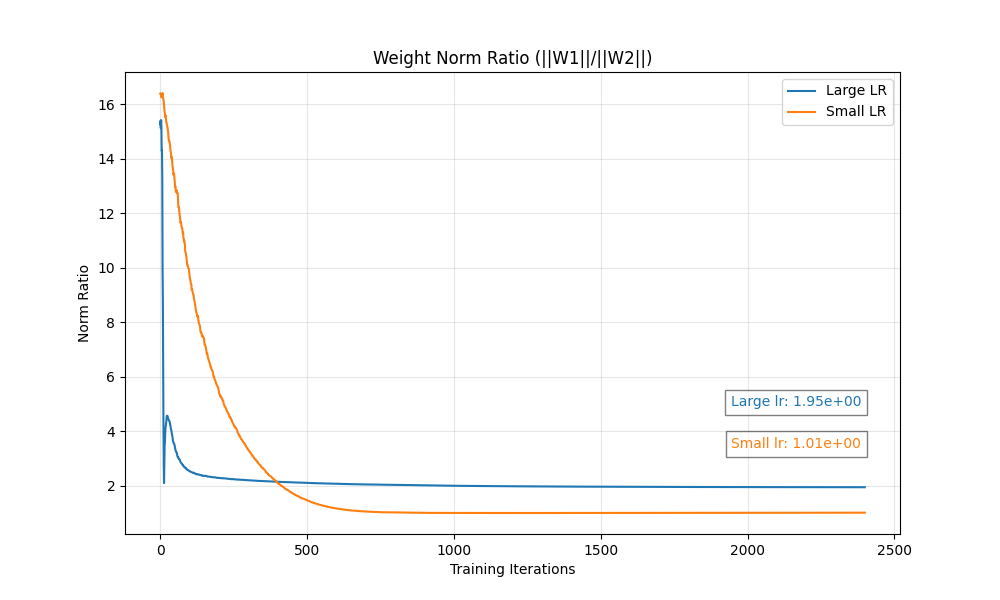 Weight Norm Ratio (||W1||/||W2||)
Large LR
Small LR
16
14
12
10
8
6
4
2
Norm Ratio
Large lr: 1.95e+00
Small lr: 1.01e+00
0
500
1000
1500
2000
2500
Training Iterations